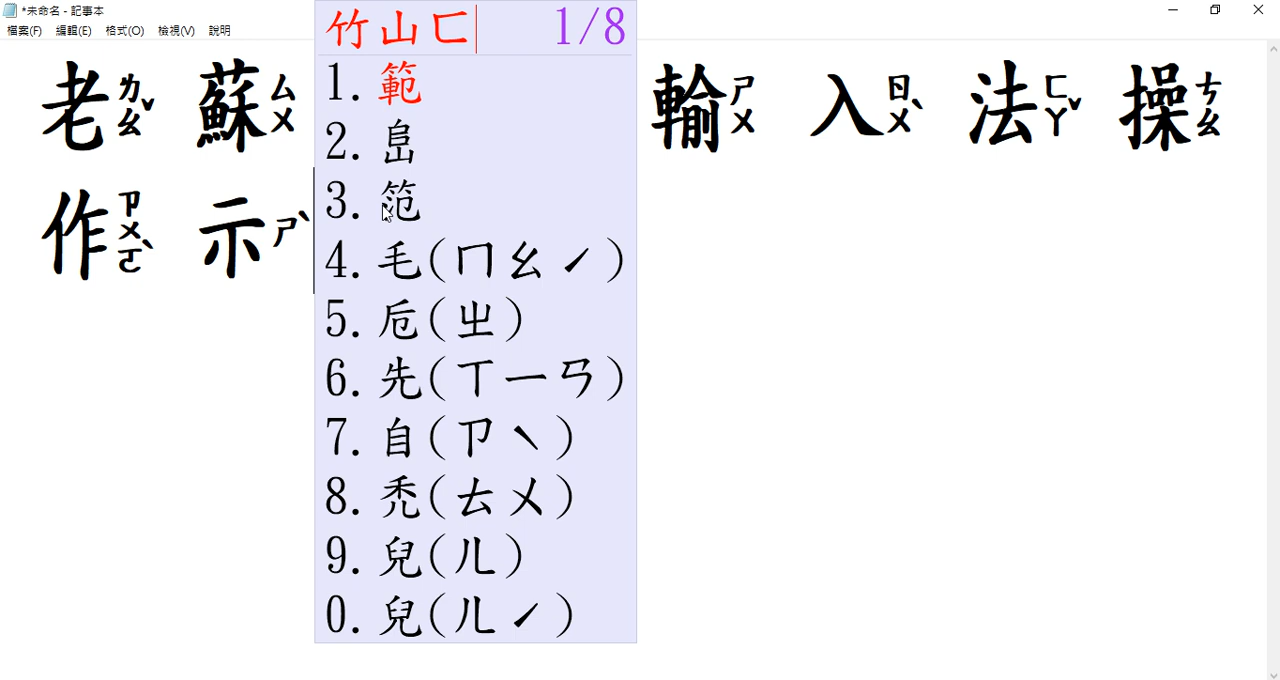 *未命名 - 記事本
檔案(F) 編輯(E) 格式(O) 檢視(V) 說明
竹山ㄈ 1/8
1. 範
2. 峊
3. 笵
4. 毛(ㄇㄠˊ)
5. 卮(ㄓ)
6. 先(ㄒㄧㄢ)
7. 自(ㄗˋ)
8. 禿(ㄊㄨ)
9. 兒(ㄦ)
0. 兒(ㄦˊ)
老ㄌㄠˇ 蘇ㄙㄨ 輸ㄕㄨ 入ㄖㄨˋ 法ㄈㄚˇ 操ㄘㄠ
作ㄗㄨㄛˋ 示ㄕˋ